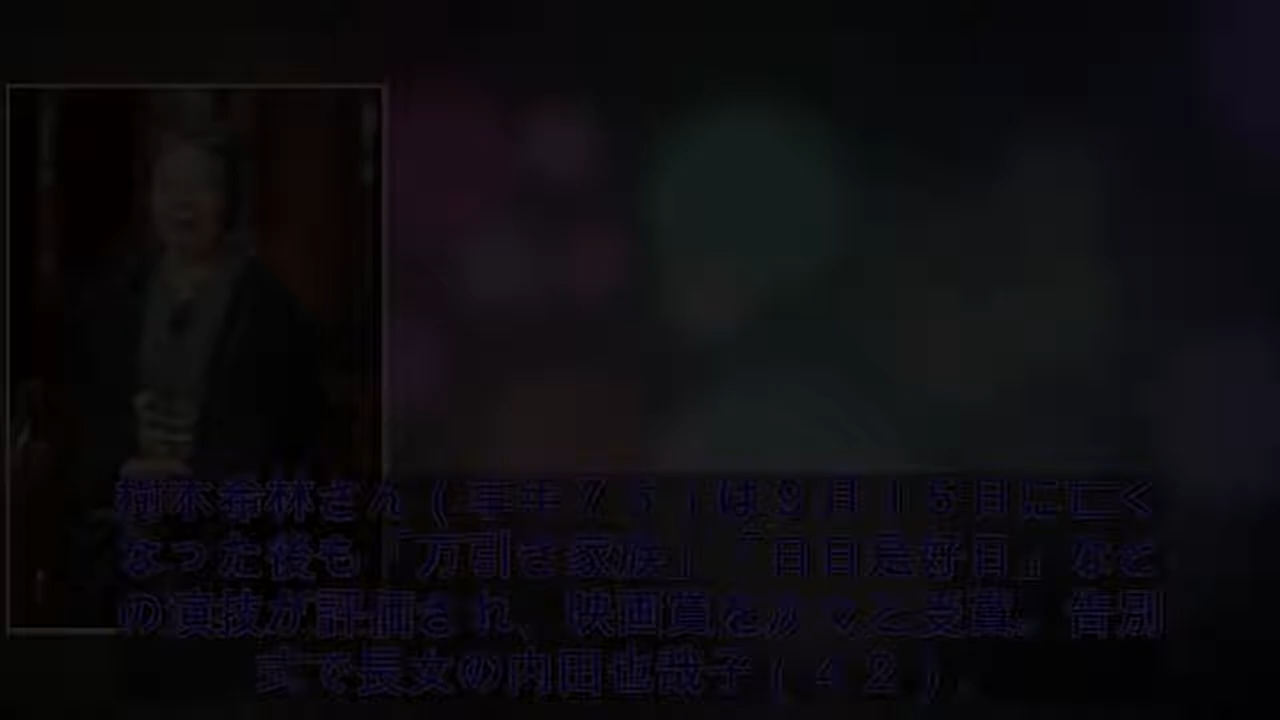 樹木希林さん（享年７５）は９月１５日に亡く
なった後も「万引き家族」「日日是好日」など
の演技が評価され、映画賞を次々と受賞。告別
式で長女の内田也哉子（４２）、